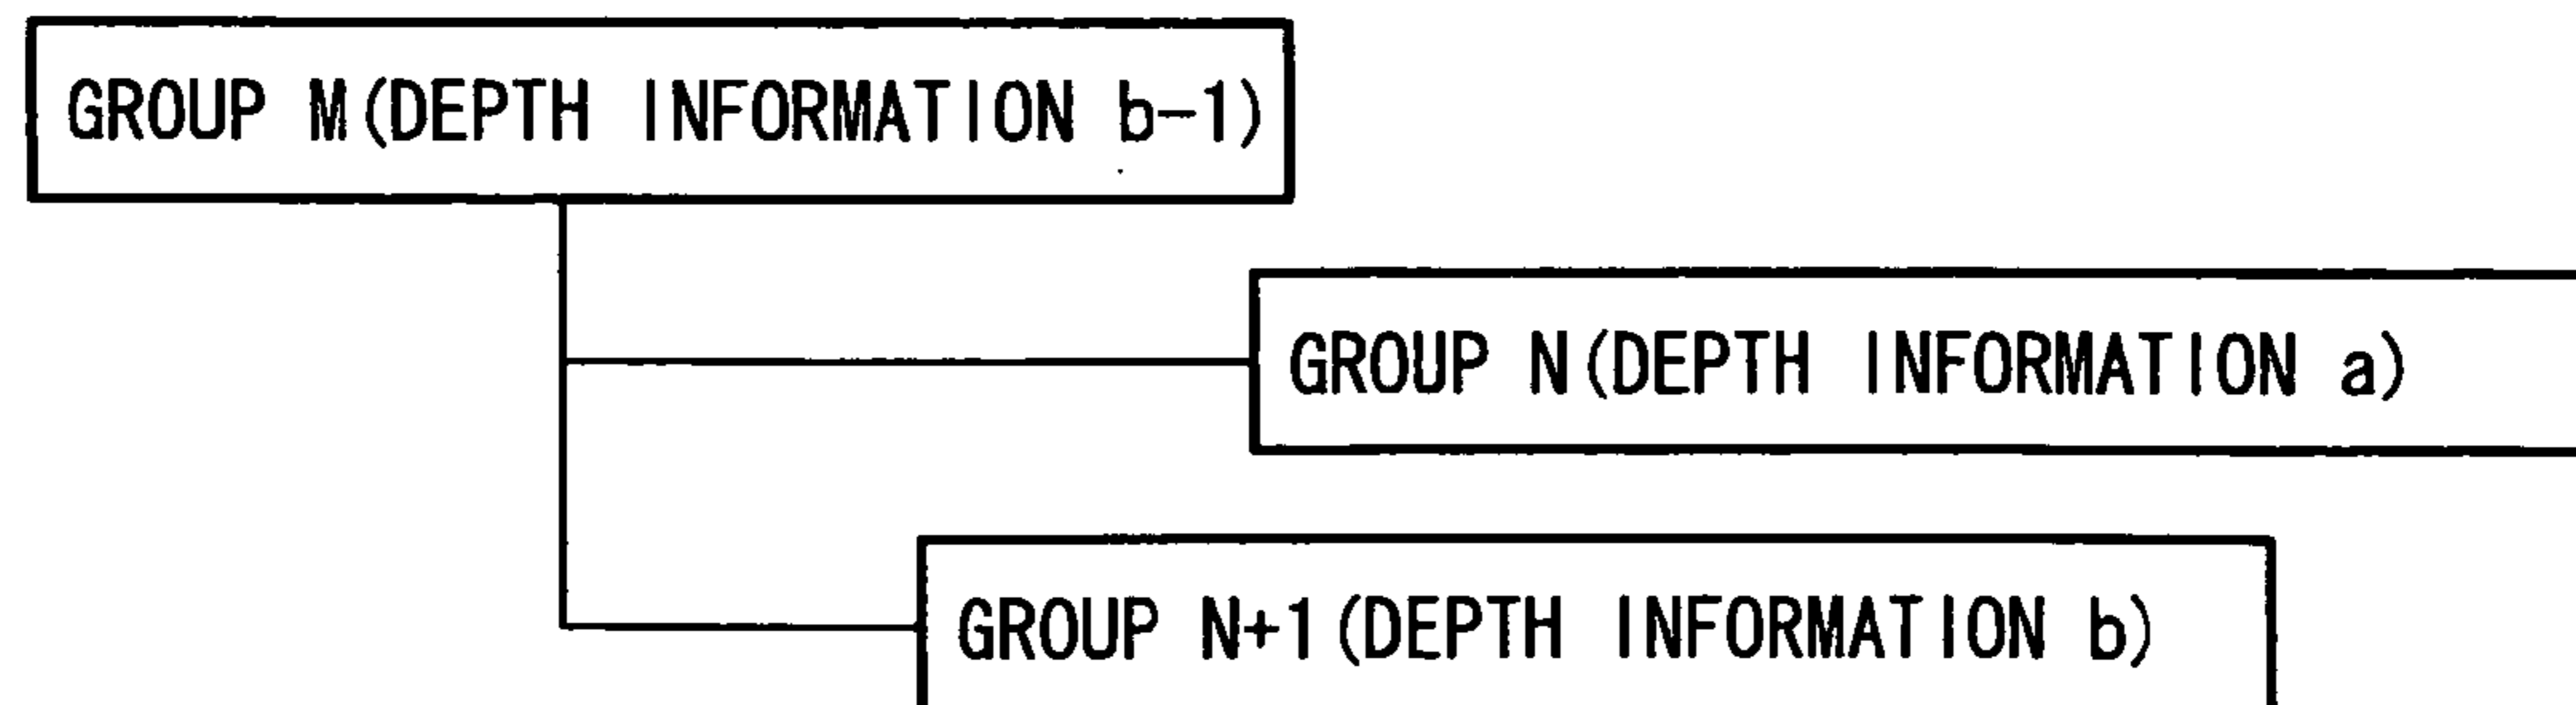 GROUP M(DEPTH INFORMATION b-1)
GROUP N(DEPTH INFORMATION a)
GROUP N+1(DEPTH INFORMATION b)